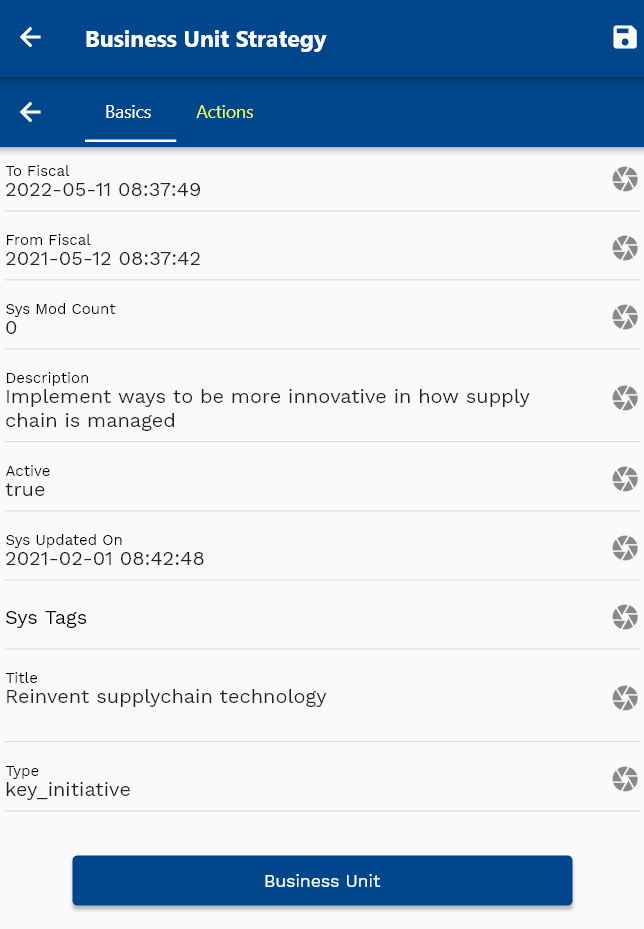 Business Unit Strategy
Basics
Actions
To Fiscal
2022-05-11 08:37:49
From Fiscal
2021-05-12 08:37:42
Sys Mod Count
0
Description
Implement ways to be more innovative in how supply
chain is managed
Active
true
Sys Updated On
2021-02-01 08:42:48
Sys Tags
Title
Reinvent supplychain technology
Type
key_initiative
Business Unit